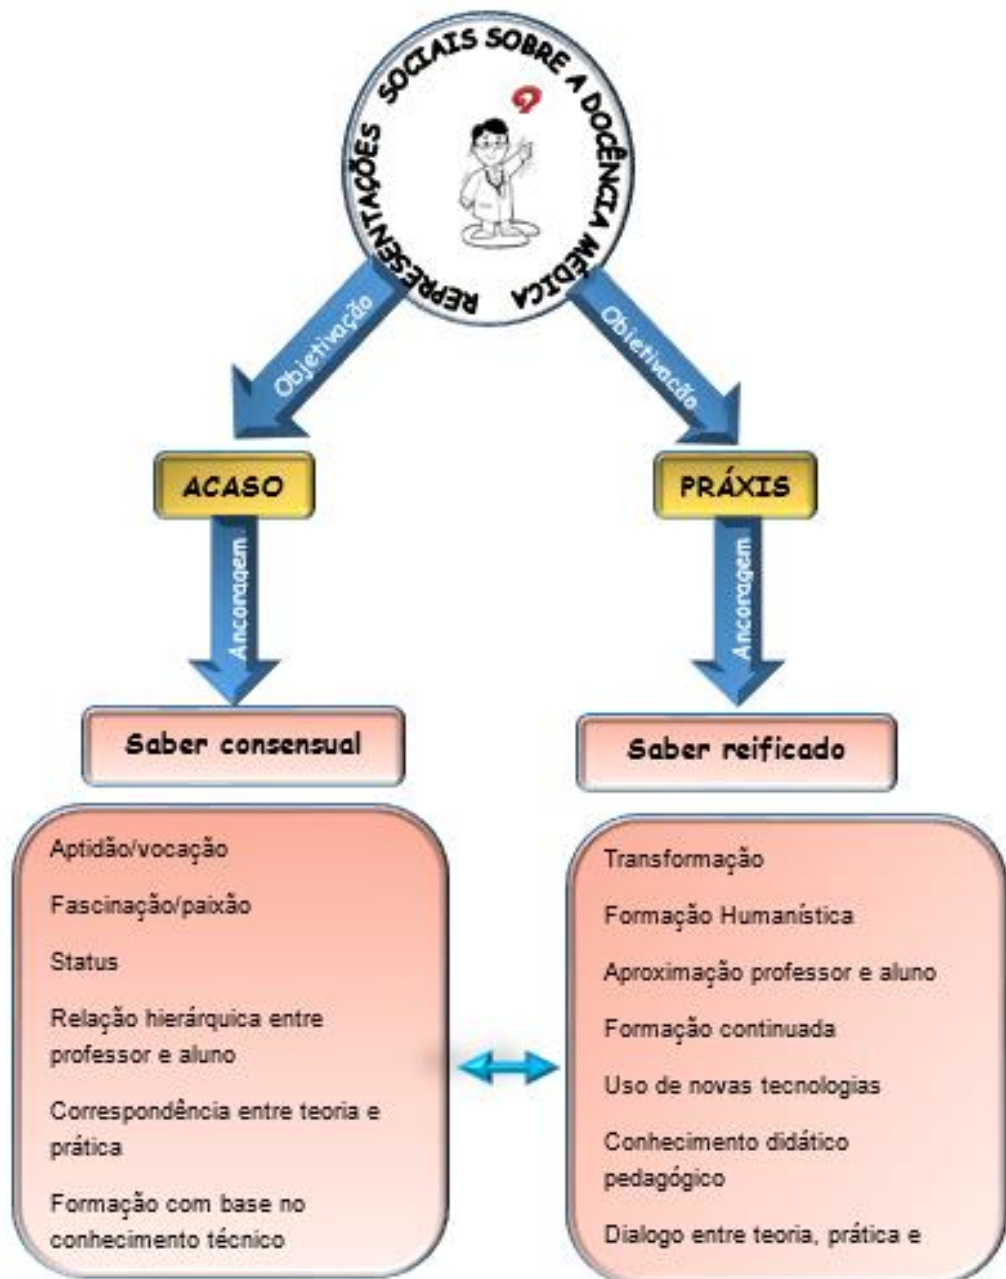 REPRESENTAÇÕES SOCIAIS SOBRE A DOCÊNCIA MÉDICA
Objetivação
Objetivação
ACASO
PRÁXIS
Ancoragem
Ancoragem
Saber consensual
Saber reificado
Aptidão/vocação
Fascinação/paixão
Status
Relação hierárquica entre
professor e aluno
Correspondência entre teoria e
prática
Formação com base no
conhecimento técnico
Transformação
Formação Humanística
Aproximação professor e aluno
Formação continuada
Uso de novas tecnologias
Conhecimento didático
pedagógico
Dialogo entre teoria, prática e